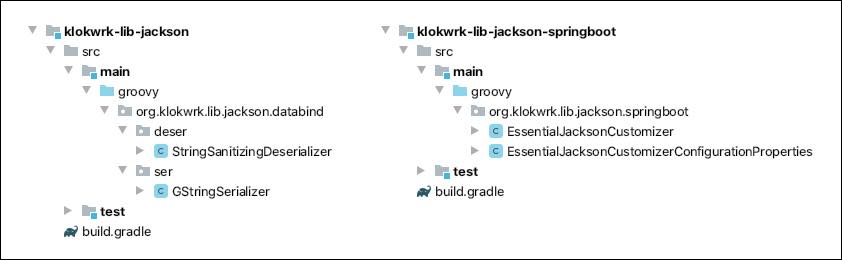 klokwrk-lib-jackson
src
main
groovy
org.klokwrk.lib.jackson.databind
deser
C StringSanitizingDeserializer
ser
C GStringSerializer
test
build.gradle
klokwrk-lib-jackson-springboot
src
main
groovy
org.klokwrk.lib.jackson.springboot
C EssentialJacksonCustomizer
C EssentialJacksonCustomizerConfigurationProperties
test
build.gradle